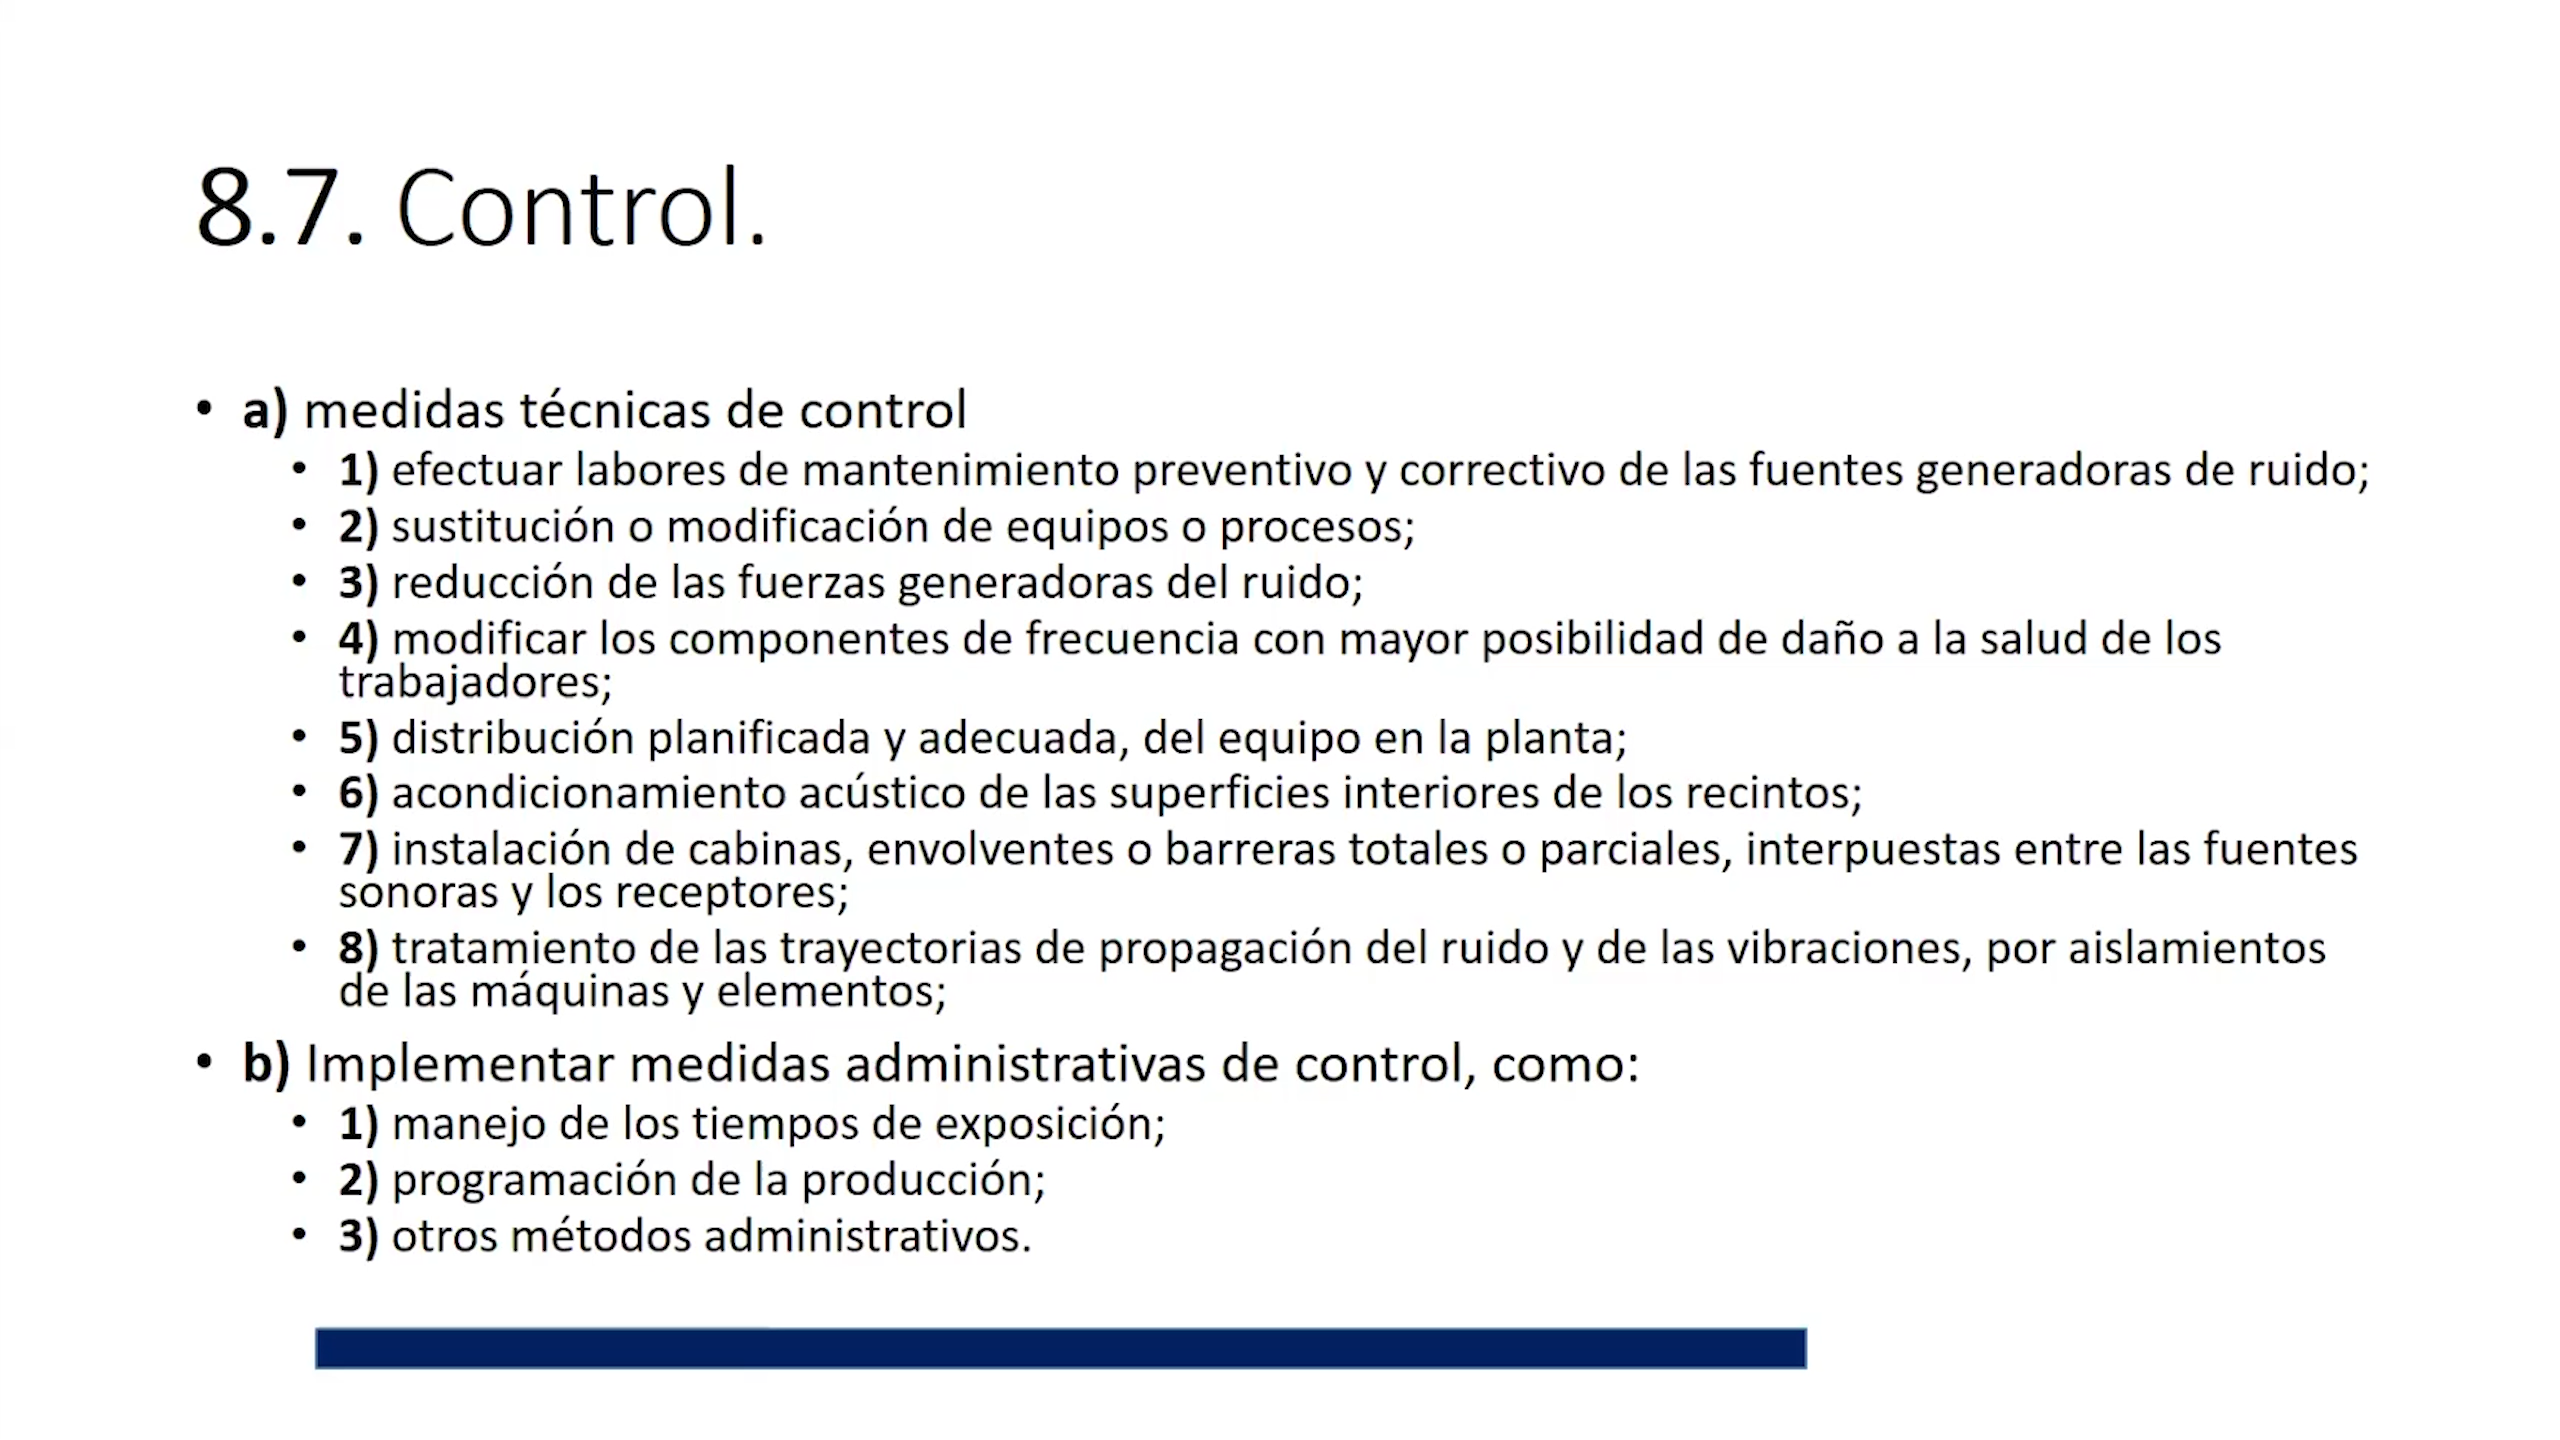 8.7. Control.
• a) medidas técnicas de control
• 1) efectuar labores de mantenimiento preventivo y correctivo de las fuentes generadoras de ruido;
• 2) sustitución o modificación de equipos o procesos;
• 3) reducción de las fuerzas generadoras del ruido;
• 4) modificar los componentes de frecuencia con mayor posibilidad de daño a la salud de los
trabajadores;
• 5) distribución planificada y adecuada, del equipo en la planta;
• 6) acondicionamiento acústico de las superficies interiores de los recintos;
• 7) instalación de cabinas, envolventes o barreras totales o parciales, interpuestas entre las fuentes
sonoras y los receptores;
• 8) tratamiento de las trayectorias de propagación del ruido y de las vibraciones, por aislamientos
de las máquinas y elementos;
• b) Implementar medidas administrativas de control, como:
• 1) manejo de los tiempos de exposición;
• 2) programación de la producción;
• 3) otros métodos administrativos.